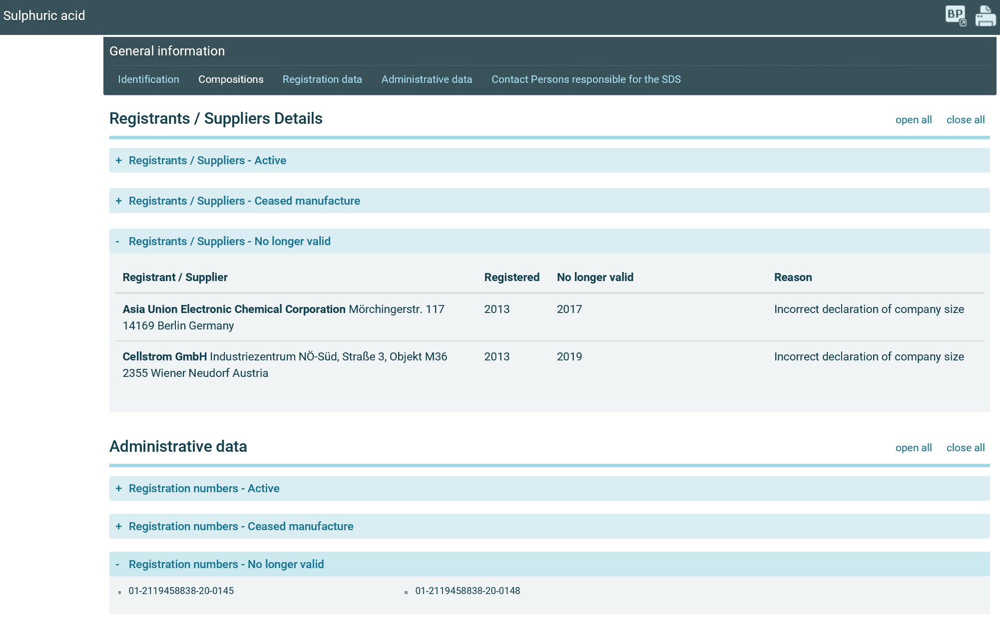 Sulphuric acid
BP
General information
Identification Compositions Registration data Administrative data Contact Persons responsible for the SDS
Registrants / Suppliers Details open all close all
+ Registrants / Suppliers - Active
+ Registrants / Suppliers - Ceased manufacture
- Registrants / Suppliers - No longer valid
Registrant / Supplier Registered No longer valid Reason
Asia Union Electronic Chemical Corporation Mörchingerstr. 117 2013 2017 Incorrect declaration of company size
14169 Berlin Germany
Cellstrom GmbH Industriezentrum NÖ-Süd, Straße 3, Objekt M36 2013 2019 Incorrect declaration of company size
2355 Wiener Neudorf Austria
Administrative data open all close all
+ Registration numbers - Active
+ Registration numbers - Ceased manufacture
- Registration numbers - No longer valid
01-2119458838-20-0145 01-2119458838-20-0148